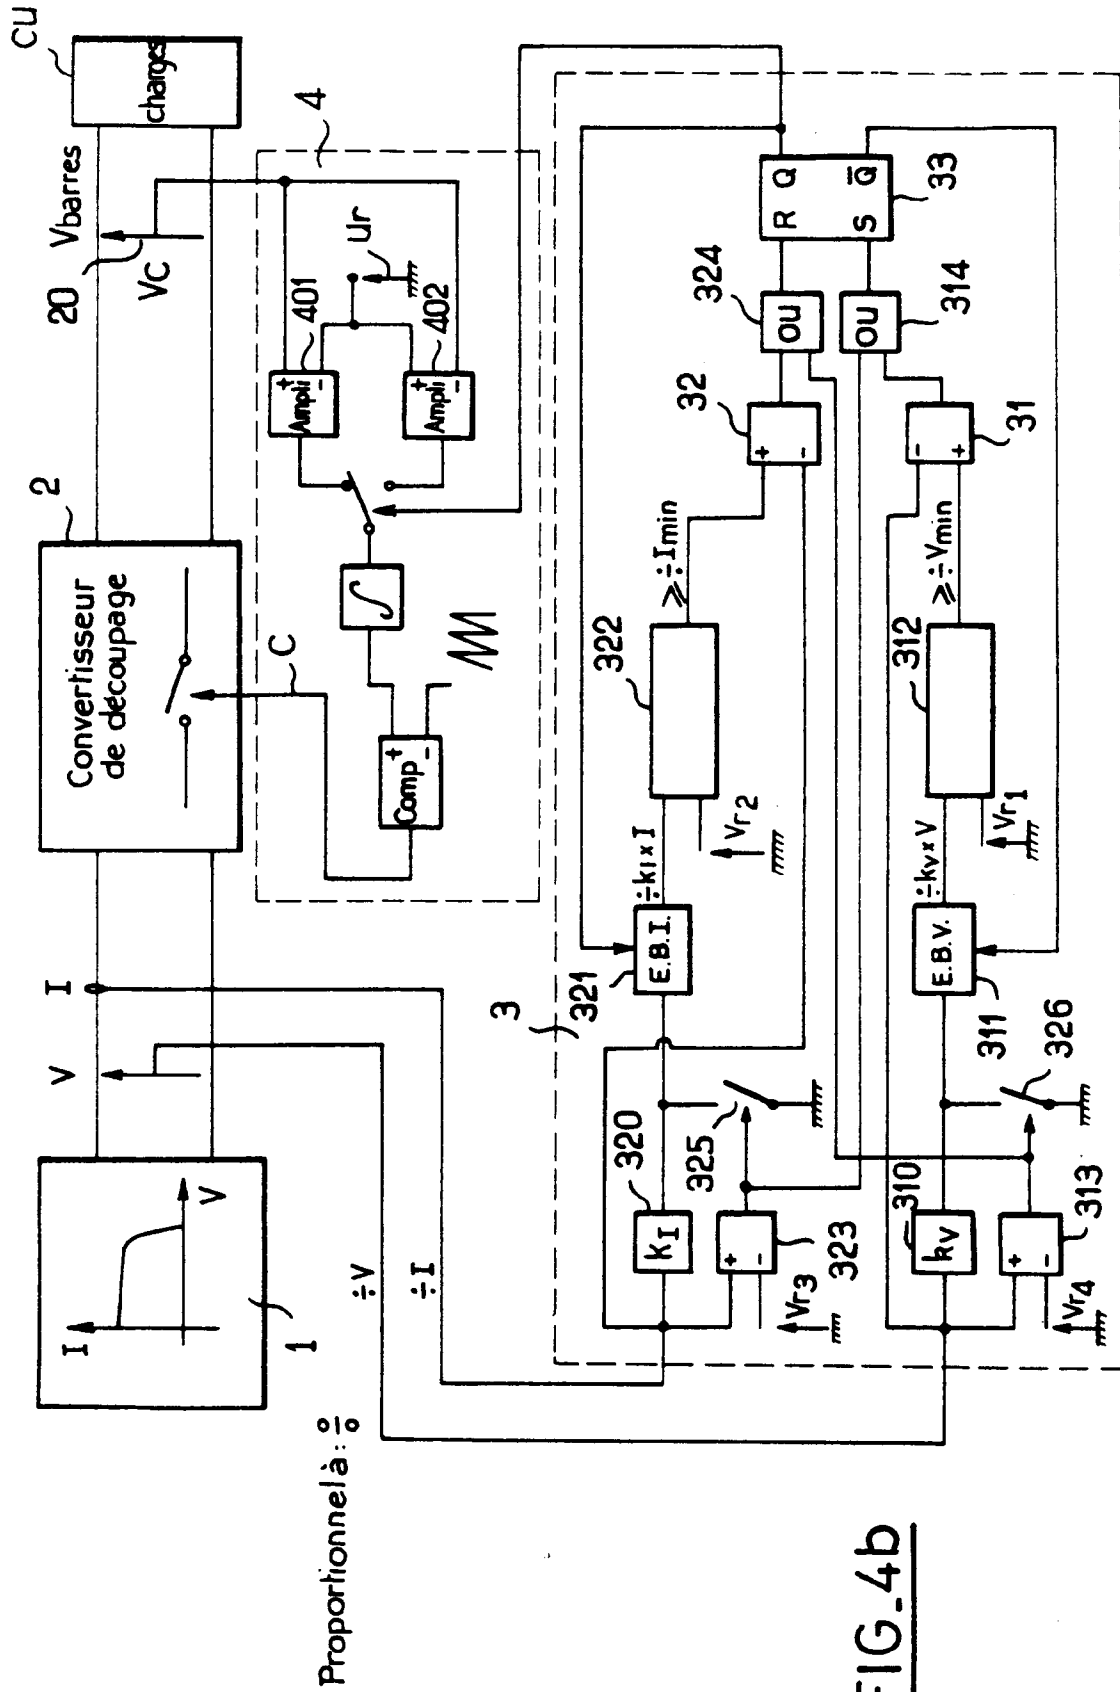 CU
charges
Vbarres
20
VC
2
Convertisseur
de découpage
I
V
I
V
1
4
Ur
401
+
Ampli
-
402
+
Ampli
-
C
Comp
+
-
÷V
÷I
Proportionnel à : ÷
3
33
R Q
S Q̅
324
OU
314
OU
32
+
-
31
-
+
≥÷Imin
≥÷Vmin
322
312
Vr2
Vr1
÷kI x I
÷kV x V
321
E.B.I.
311
E.B.V.
320
kI
325
326
310
kV
+
-
323
+
-
313
Vr3
Vr4
FIG_4b